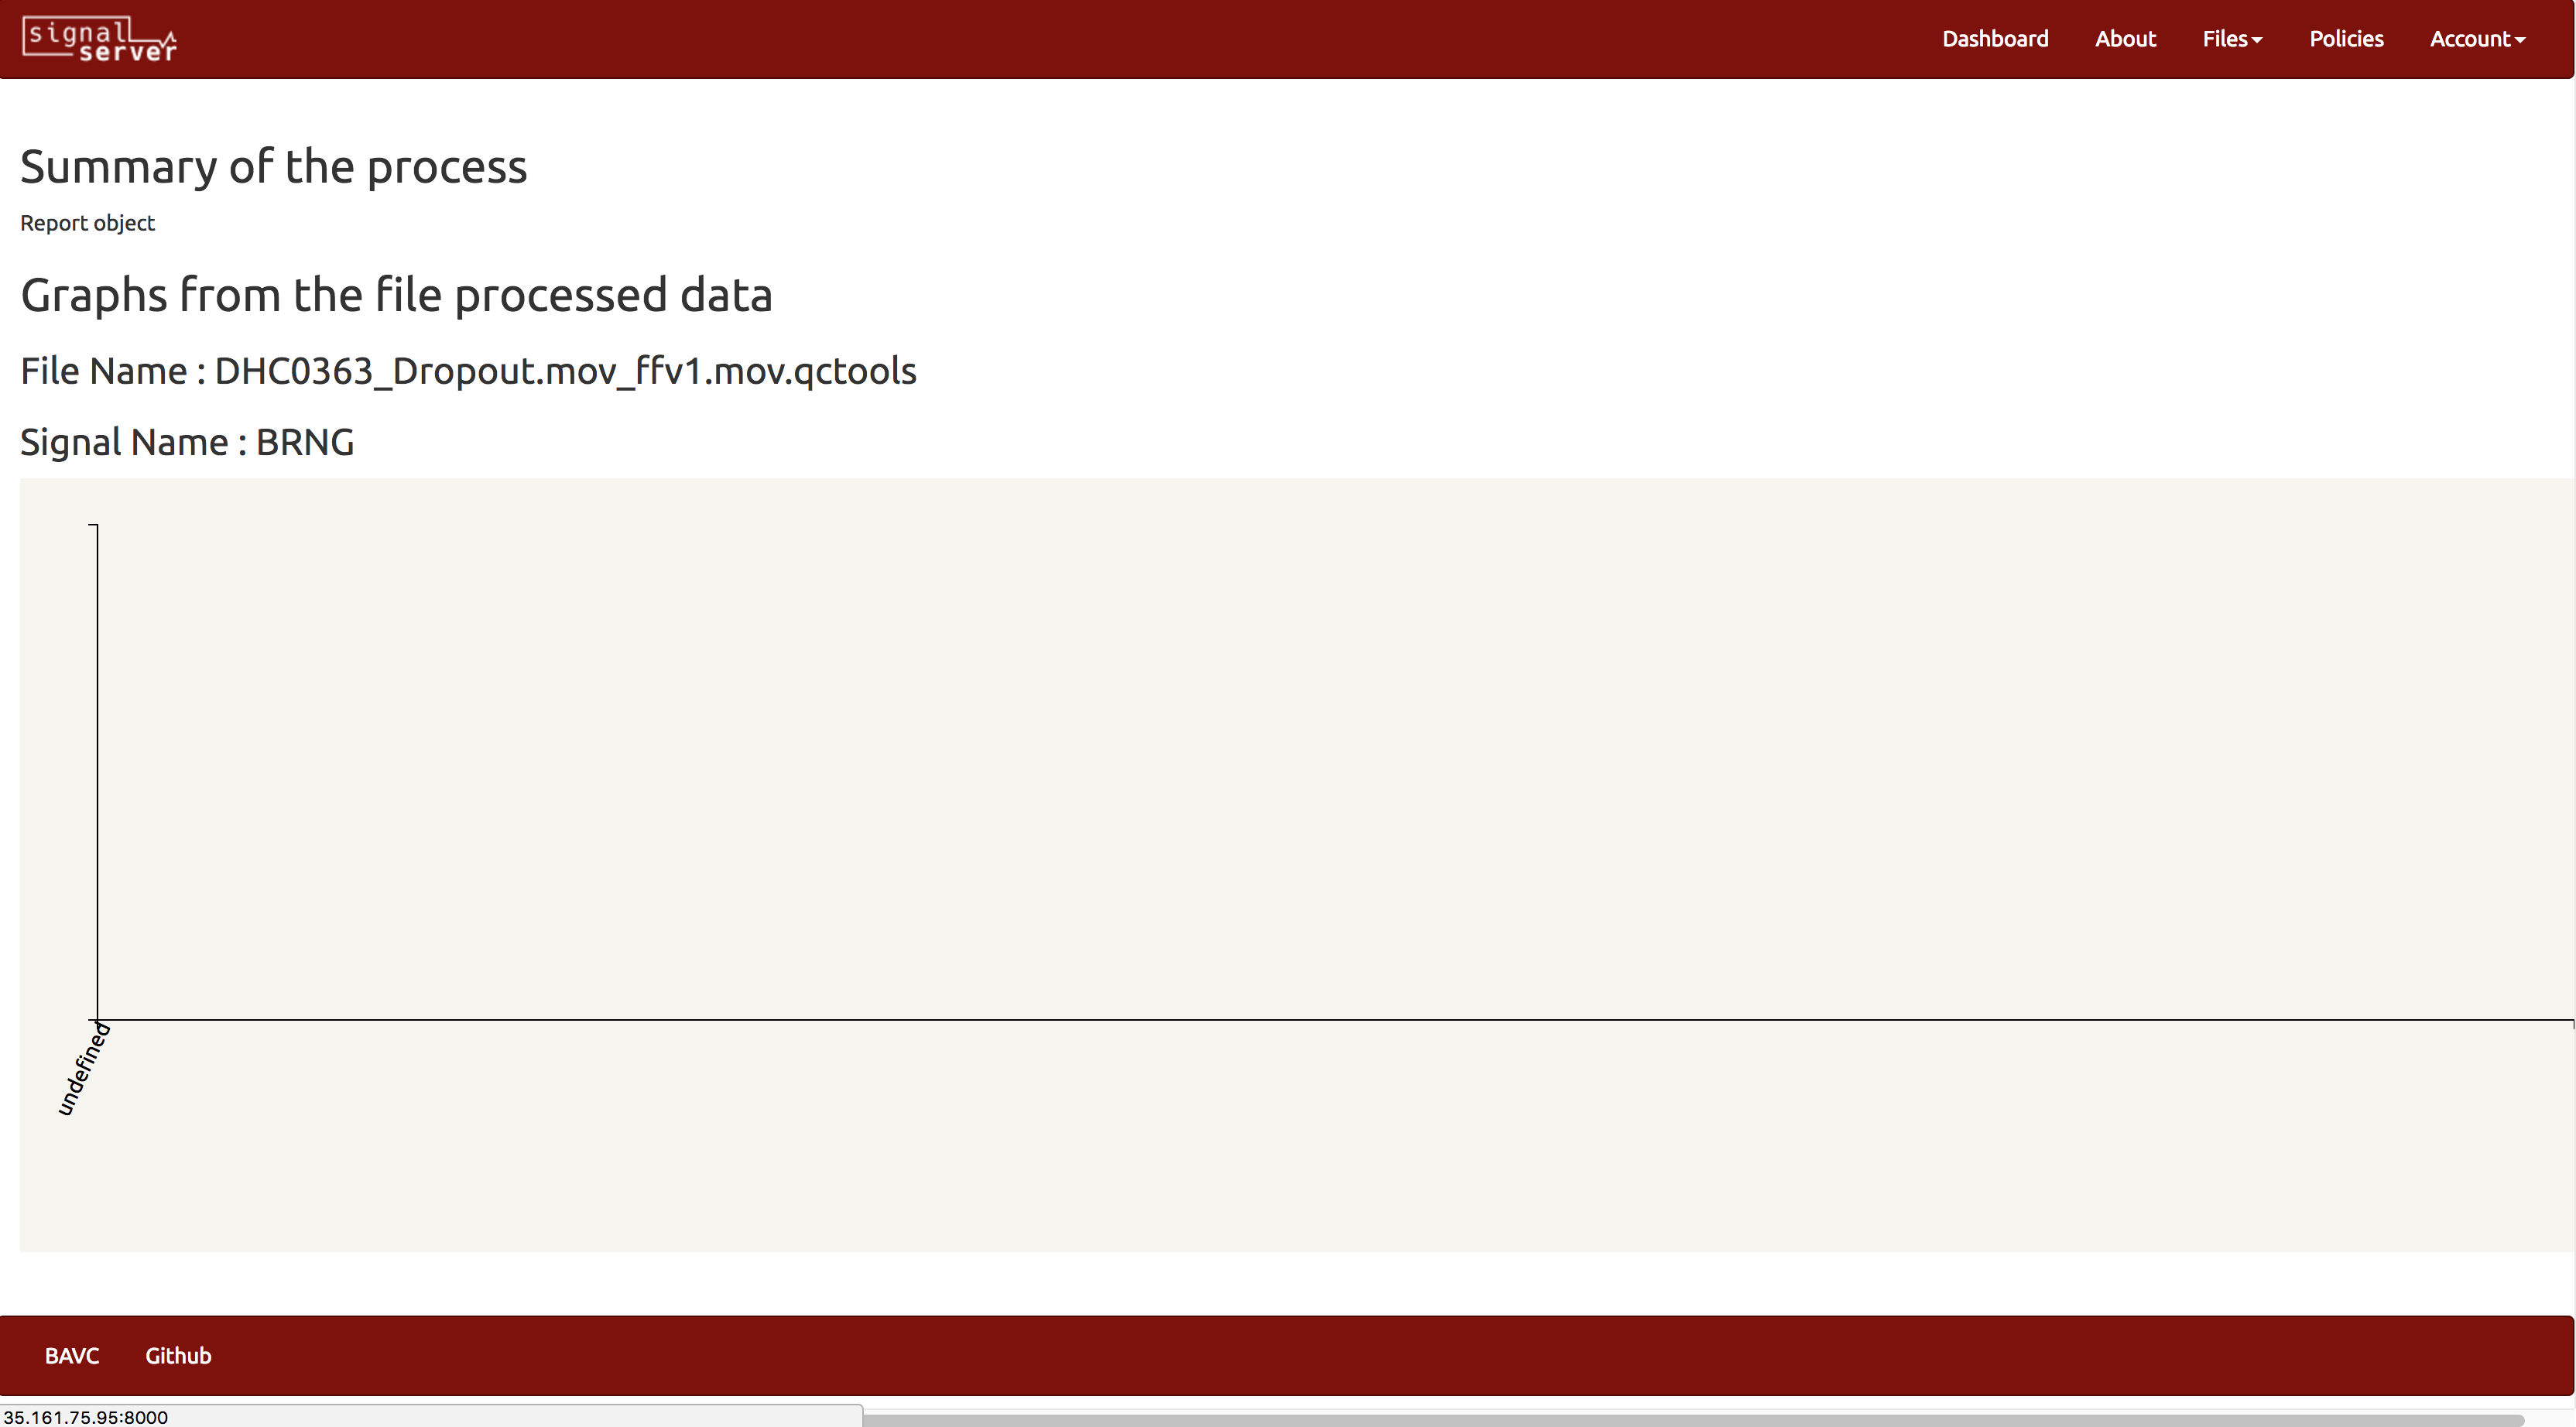 signal
server
Dashboard About Files Policies Account
Summary of the process
Report object
Graphs from the file processed data
File Name : DHC0363_Dropout.mov_ffv1.mov.qctools
Signal Name : BRNG
undefined
BAVC Github
35.161.75.95:8000